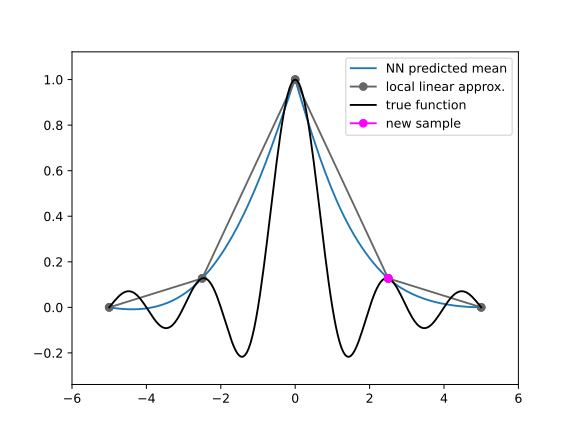 NN predicted mean
local linear approx.
true function
new sample
1.0
0.8
0.6
0.4
0.2
0.0
−0.2
−6 −4 −2 0 2 4 6